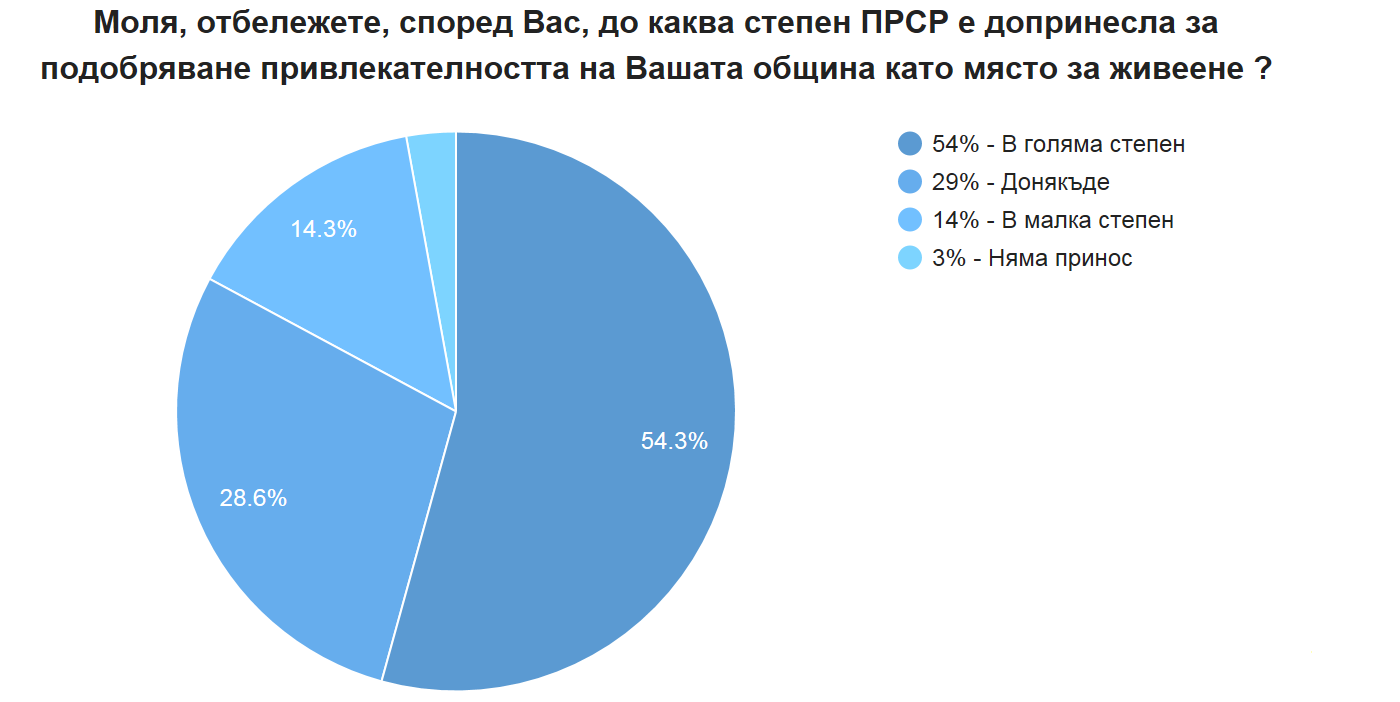 Моля, отбележете, според Вас, до каква степен ПРСР е допринесла за
подобряване привлекателността на Вашата община като място за живеене ?
54% - В голяма степен
29% - Донякъде
14% - В малка степен
3% - Няма принос
14.3%
54.3%
28.6%